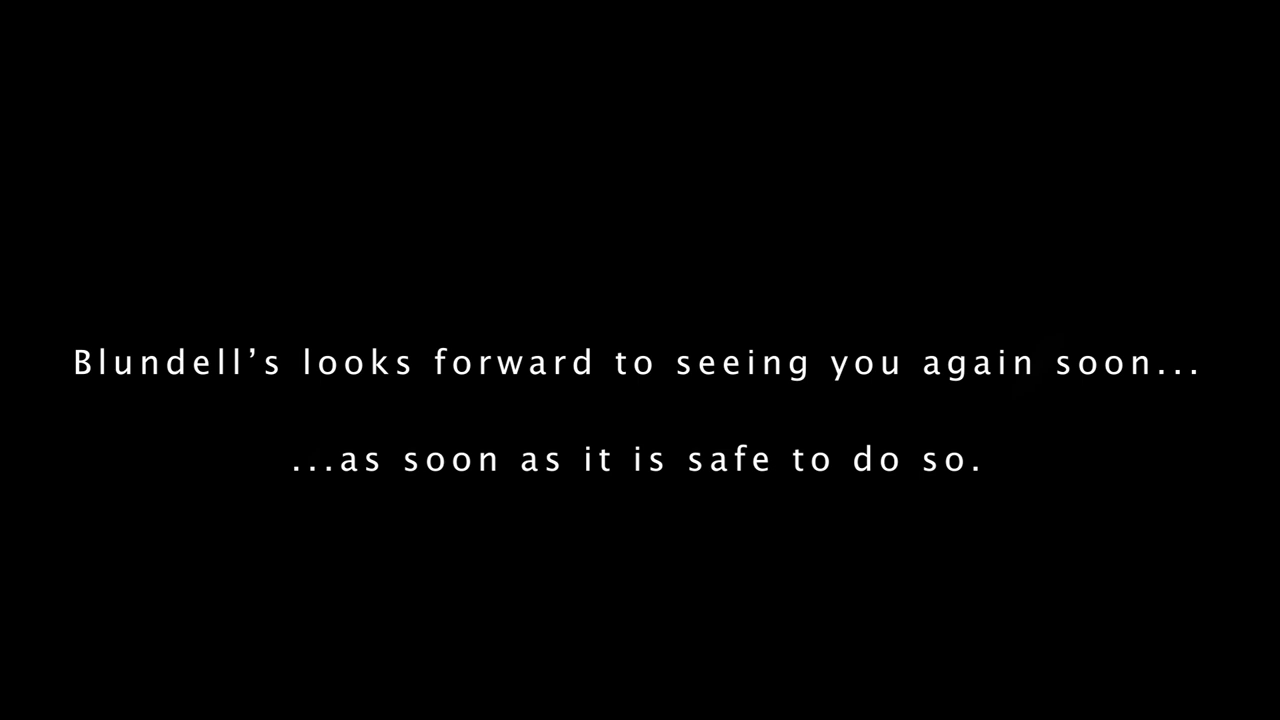 Blundell’s looks forward to seeing you again soon...
...as soon as it is safe to do so.